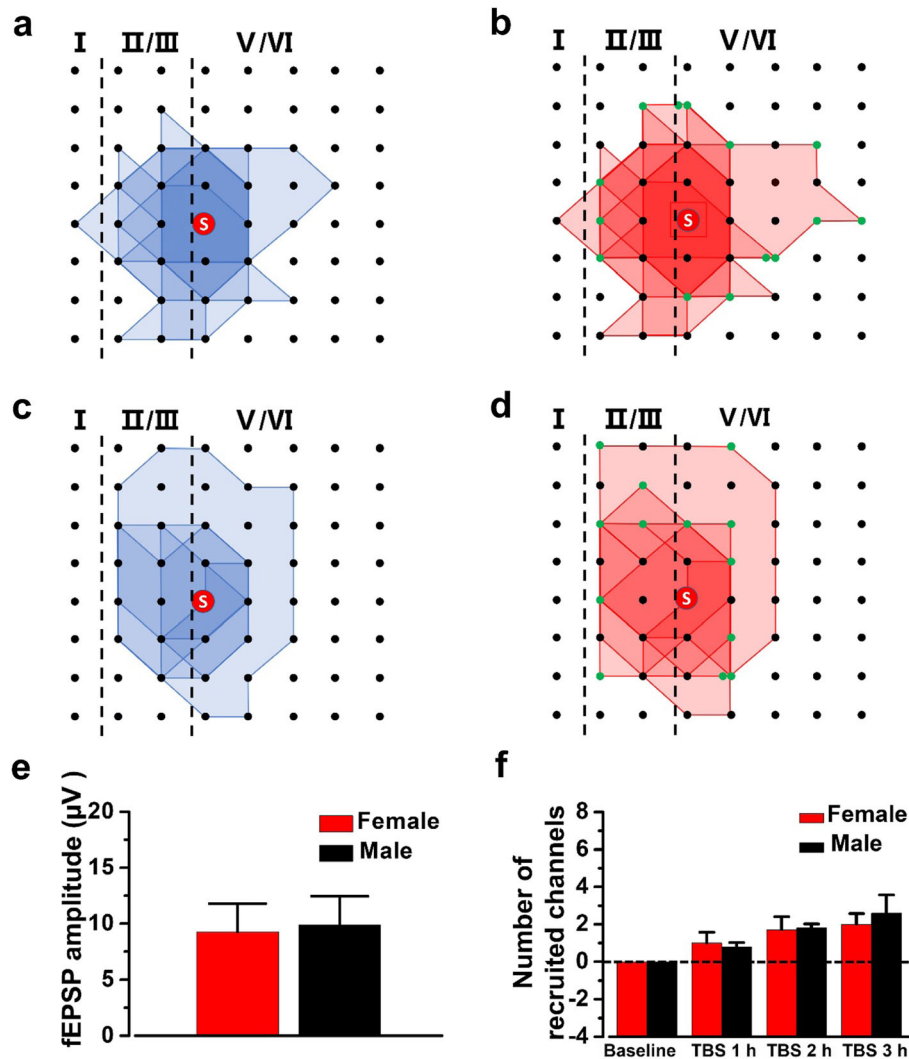 a
I II/III V/VI
S
b
I II/III V/VI
S
c
I II/III V/VI
S
d
I II/III V/VI
S
e
fEPSP amplitude (μV )
20
15
10
5
0
Female
Male
f
Number of
recruited channels
8
6
4
2
0
-2
-4
Female
Male
Baseline TBS 1 h TBS 2 h TBS 3 h